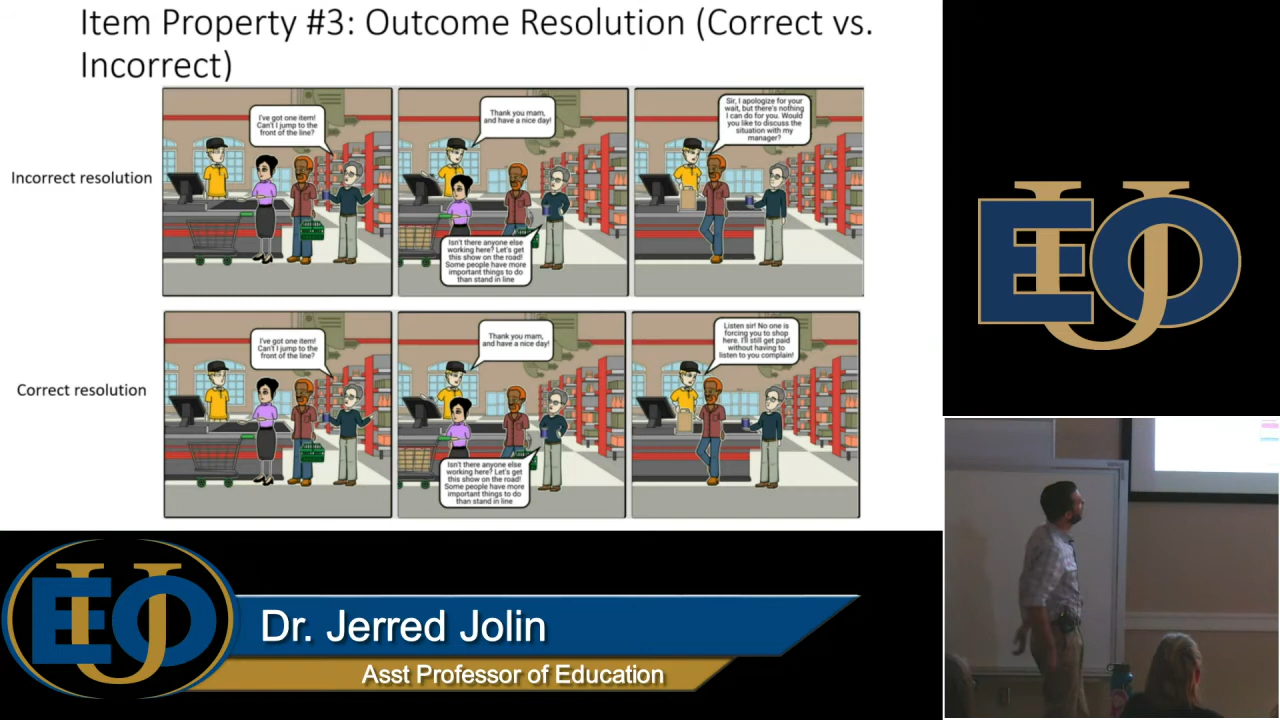 Item Property #3: Outcome Resolution (Correct vs.
Incorrect)
Incorrect resolution
I've got one item!
Can't I jump to the
front of the line?
Thank you mam,
and have a nice day!
Isn't there anyone else
working here? Let's get
this show on the road!
Some people have more
important things to do
than stand in line
Sir, I apologize for your
wait, but there's nothing
I can do for you. Would
you like to discuss the
situation with my
manager?
Correct resolution
I've got one item!
Can't I jump to the
front of the line?
Thank you mam,
and have a nice day!
Isn't there anyone else
working here? Let's get
this show on the road!
Some people have more
important things to do
than stand in line
Listen sir! No one is
forcing you to shop
here. I'll still get paid
without having to
listen to you complain!
EOU
EOU
Dr. Jerred Jolin
Asst Professor of Education